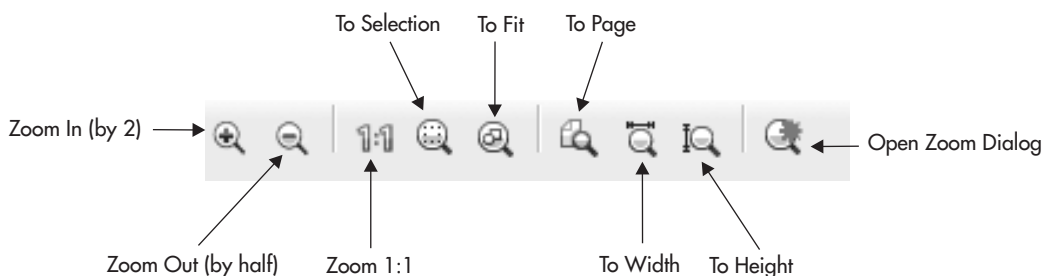 To Selection
To Fit
To Page
Zoom In (by 2)
1:1
Open Zoom Dialog
Zoom Out (by half)
Zoom 1:1
To Width
To Height